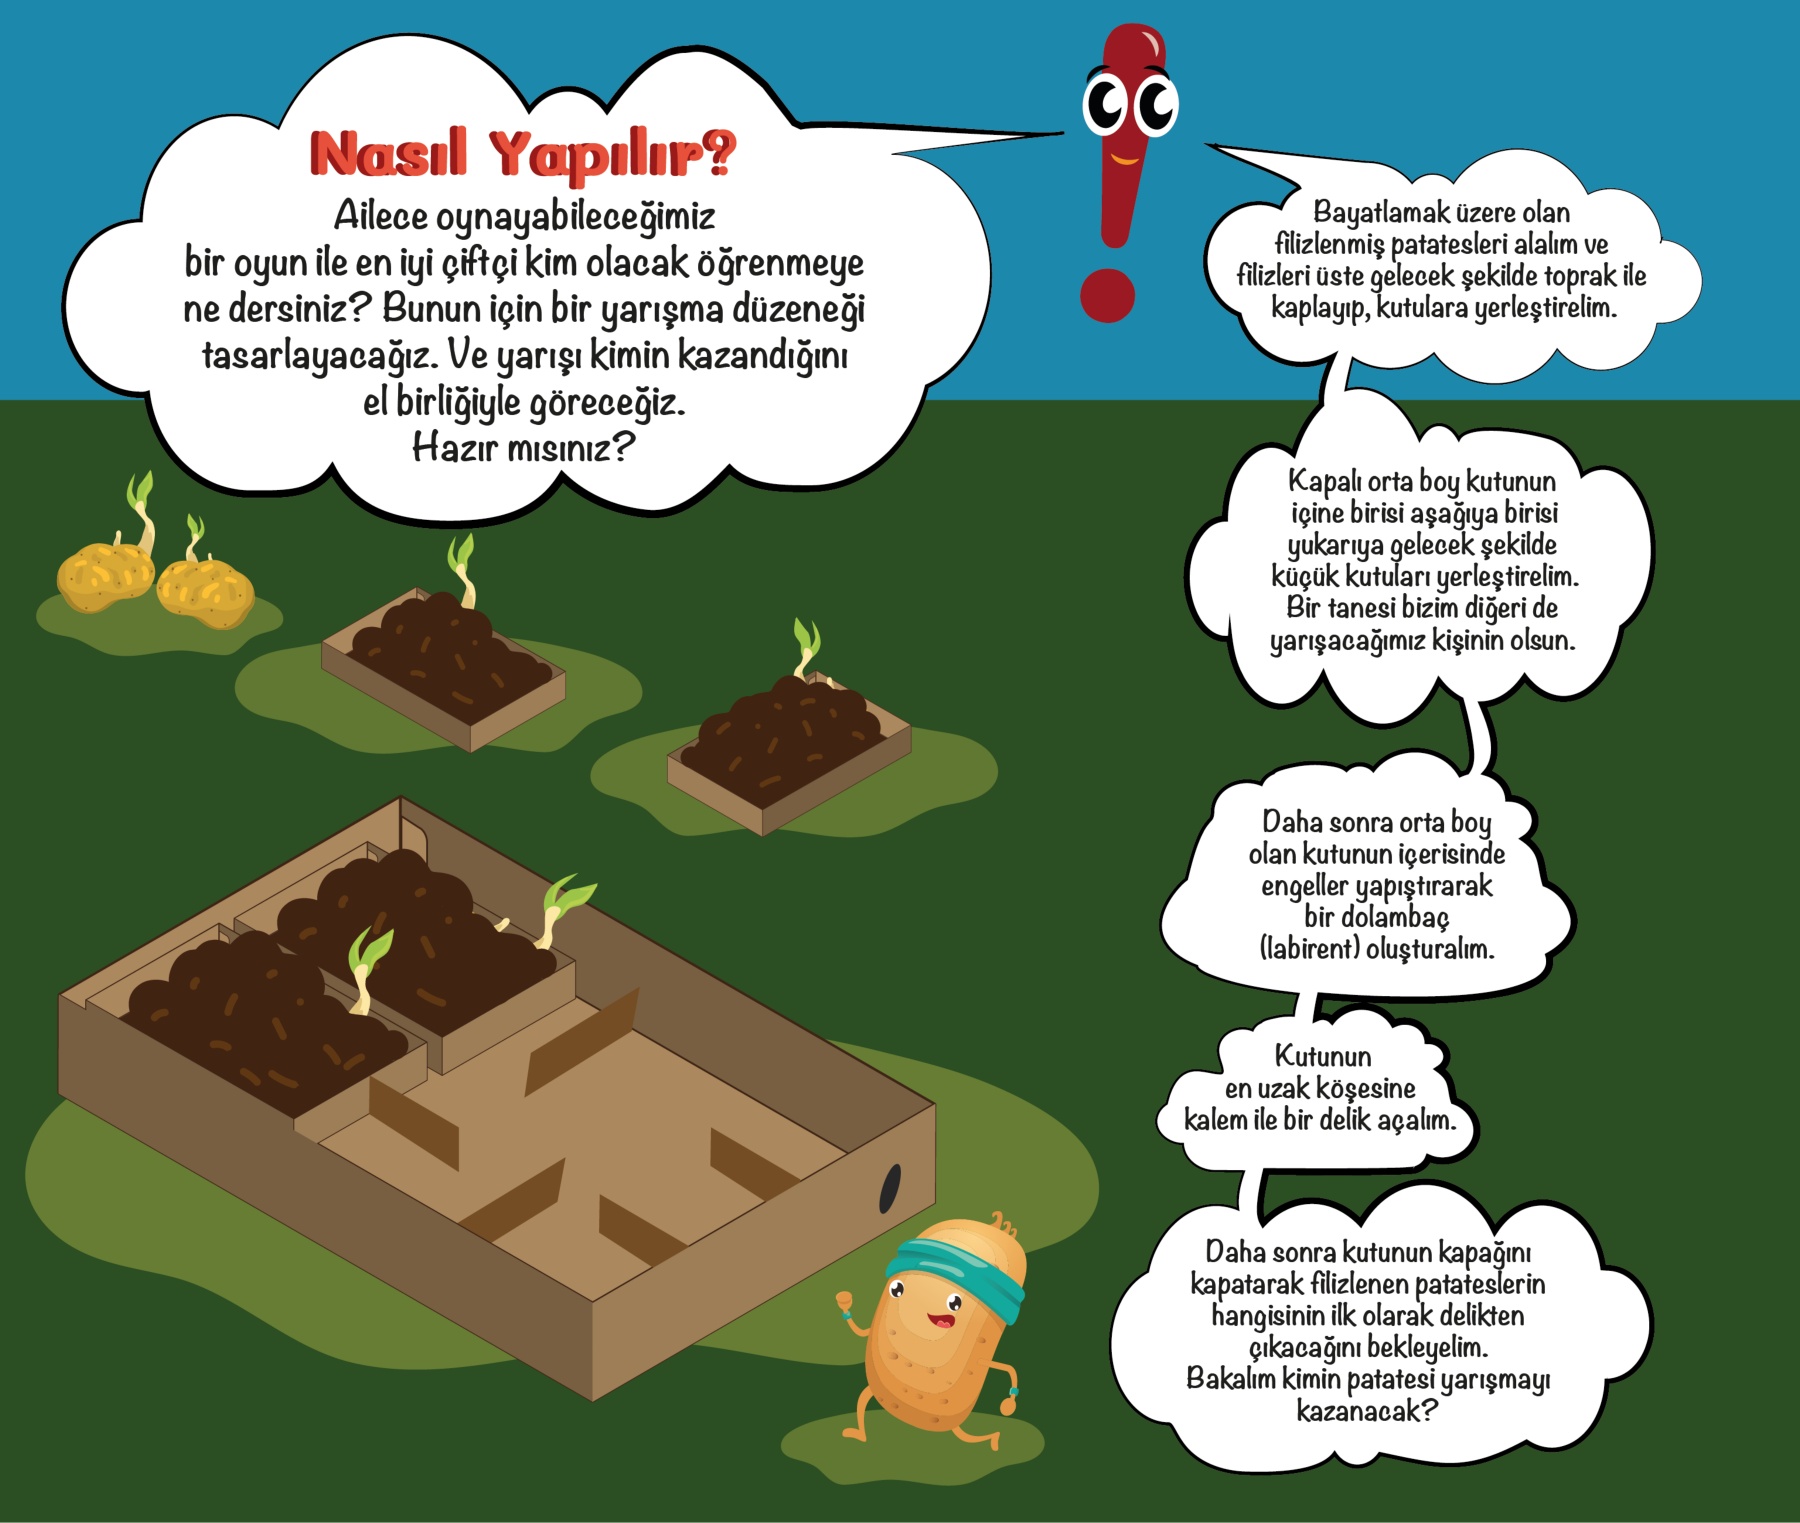 Nasıl Yapılır?
Ailece oynayabileceğimiz
bir oyun ile en iyi çiftçi kim olacak öğrenmeye
ne dersiniz? Bunun için bir yarışma düzeneği
tasarlayacağız. Ve yarışı kimin kazandığını
el birliğiyle göreceğiz.
Hazır mısınız?
Bayatlamak üzere olan
filizlenmiş patatesleri alalım ve
filizleri üste gelecek şekilde toprak ile
kaplayıp, kutulara yerleştirelim.
Kapalı orta boy kutunun
içine birisi aşağıya birisi
yukarıya gelecek şekilde
küçük kutuları yerleştirelim.
Bir tanesi bizim diğeri de
yarışacağımız kişinin olsun.
Daha sonra orta boy
olan kutunun içerisinde
engeller yapıştırarak
bir dolambaç
(labirent) oluşturalım.
Kutunun
en uzak köşesine
kalem ile bir delik açalım.
Daha sonra kutunun kapağını
kapatarak filizlenen patateslerin
hangisinin ilk olarak delikten
çıkacağını bekleyelim.
Bakalım kimin patatesi yarışmayı
kazanacak?